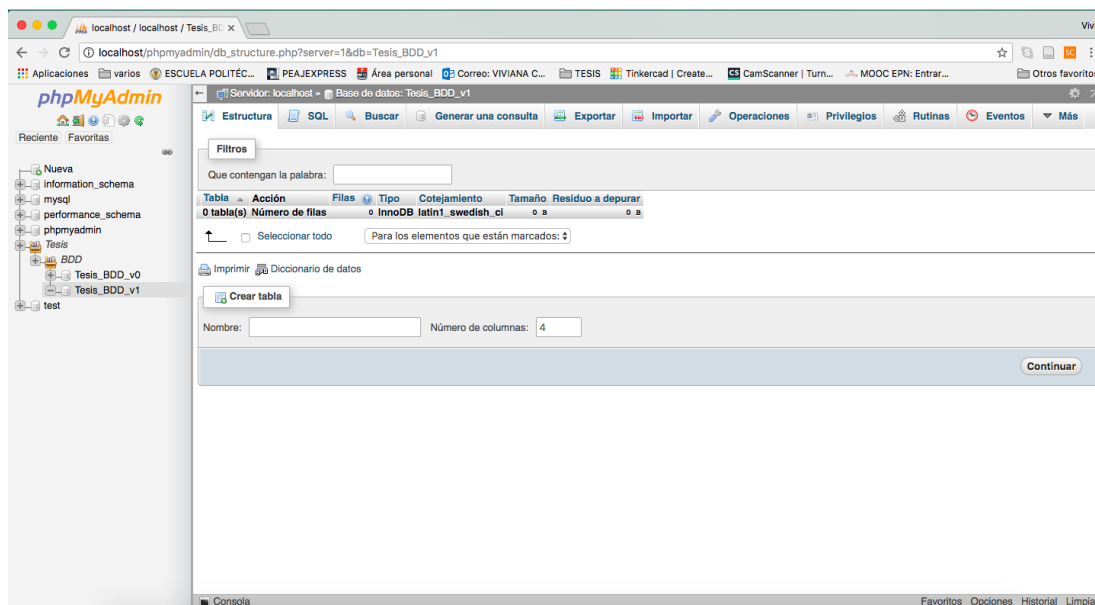 localhost / localhost / Tesis_BD
Viv
localhost/phpmyadmin/db_structure.php?server=1&db=Tesis_BDD_v1
SC
Aplicaciones varios ESCUELA POLITÉC... PEAJEXPRESS Área personal Correo: VIVIANA C... TESIS Tinkercad | Create... CS CamScanner | Turn... MOOC EPN: Entrar... Otros favoritos
phpMyAdmin
Reciente Favoritas
Nueva
information_schema
mysql
performance_schema
phpmyadmin
Tesis
BDD
Tesis_BDD_v0
Tesis_BDD_v1
test
Servidor: localhost » Base de datos: Tesis_BDD_v1
Estructura SQL Buscar Generar una consulta Exportar Importar Operaciones Privilegios Rutinas Eventos Más
Filtros
Que contengan la palabra:
Tabla Acción Filas Tipo Cotejamiento Tamaño Residuo a depurar
0 tabla(s) Número de filas 0 InnoDB latin1_swedish_ci 0 B 0 B
Seleccionar todo Para los elementos que están marcados:
Imprimir Diccionario de datos
Crear tabla
Nombre: Número de columnas: 4
Continuar
Consola Favoritos Opciones Historial Limpia